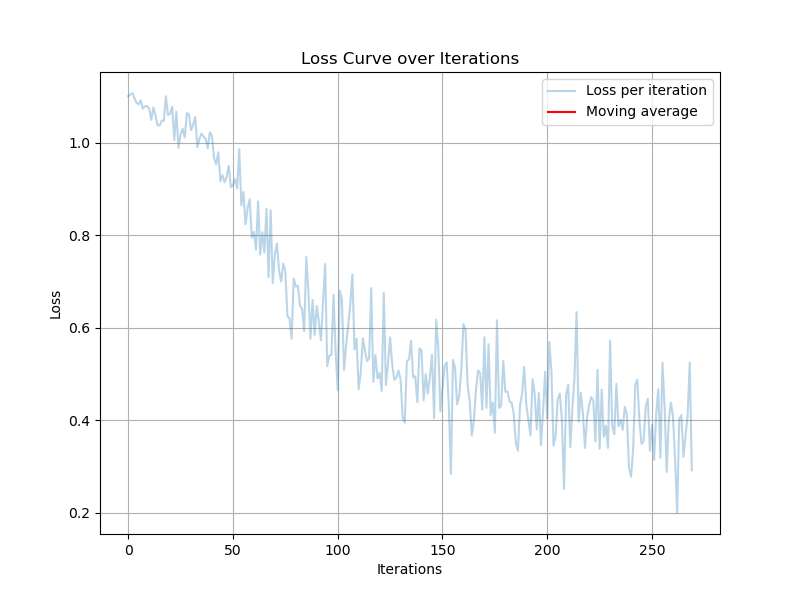 Loss Curve over Iterations
Loss per iteration
Moving average
1.0
0.8
0.6
0.4
0.2
Loss
0 50 100 150 200 250
Iterations